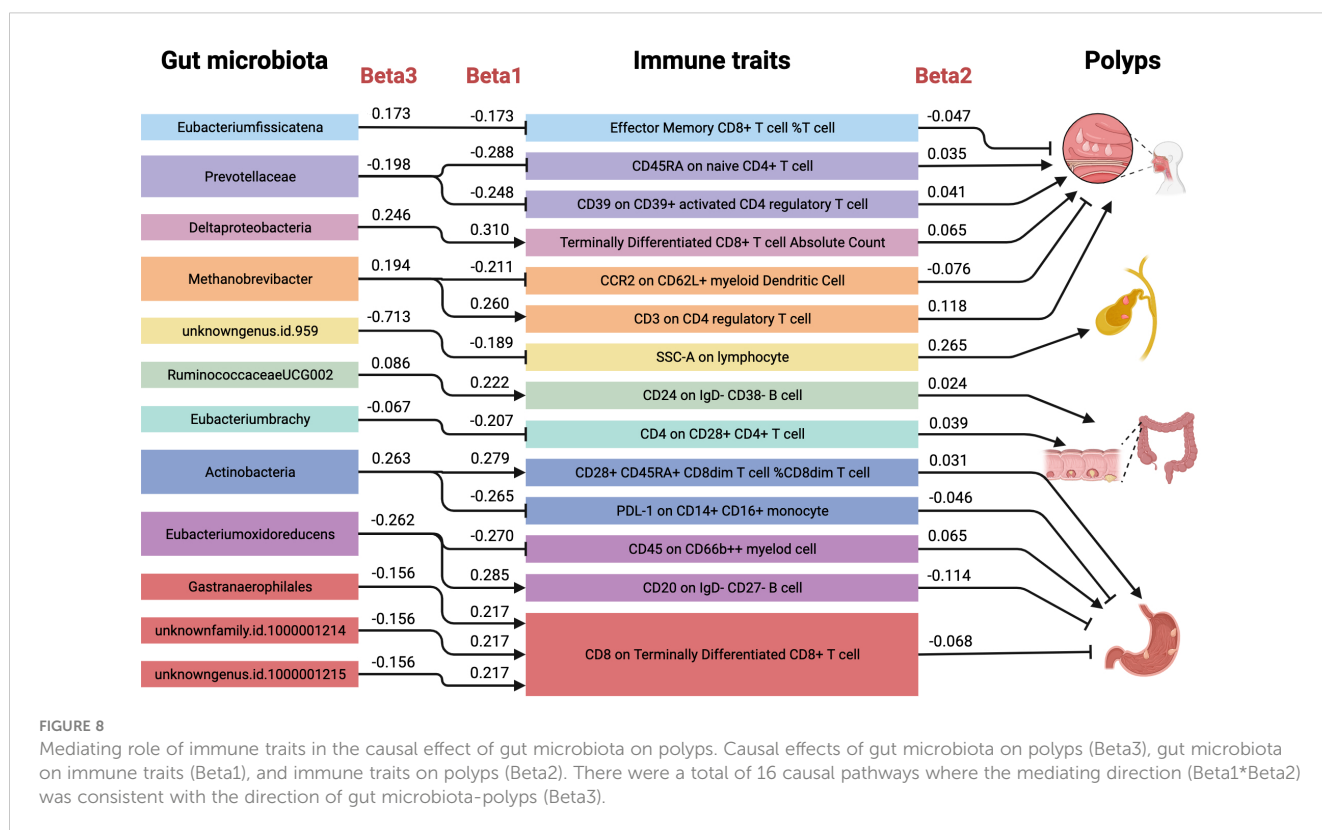 Gut microbiota
Beta3
Beta1
Immune traits
Beta2
Polyps
Eubacteriumfissicatena
0.173
-0.173
Effector Memory CD8+ T cell %T cell
-0.047
Prevotellaceae
-0.198
-0.288
CD45RA on naive CD4+ T cell
0.035
-0.248
CD39 on CD39+ activated CD4 regulatory T cell
0.041
Deltaproteobacteria
0.246
0.310
Terminally Differentiated CD8+ T cell Absolute Count
0.065
Methanobrevibacter
0.194
-0.211
CCR2 on CD62L+ myeloid Dendritic Cell
-0.076
0.260
CD3 on CD4 regulatory T cell
0.118
unknowngenus.id.959
-0.713
-0.189
SSC-A on lymphocyte
0.265
RuminococcaceaeUCG002
0.086
0.222
CD24 on IgD- CD38- B cell
0.024
Eubacteriumbrachy
-0.067
-0.207
CD4 on CD28+ CD4+ T cell
0.039
Actinobacteria
0.263
0.279
CD28+ CD45RA+ CD8dim T cell %CD8dim T cell
0.031
-0.265
PDL-1 on CD14+ CD16+ monocyte
-0.046
Eubacteriumoxidoreducens
-0.262
-0.270
CD45 on CD66b++ myelod cell
0.065
0.285
CD20 on IgD- CD27- B cell
-0.114
Gastranaerophilales
-0.156
0.217
unknownfamily.id.1000001214
-0.156
0.217
CD8 on Terminally Differentiated CD8+ T cell
-0.068
unknowngenus.id.1000001215
-0.156
0.217
FIGURE 8
Mediating role of immune traits in the causal effect of gut microbiota on polyps. Causal effects of gut microbiota on polyps (Beta3), gut microbiota
on immune traits (Beta1), and immune traits on polyps (Beta2). There were a total of 16 causal pathways where the mediating direction (Beta1*Beta2)
was consistent with the direction of gut microbiota-polyps (Beta3).